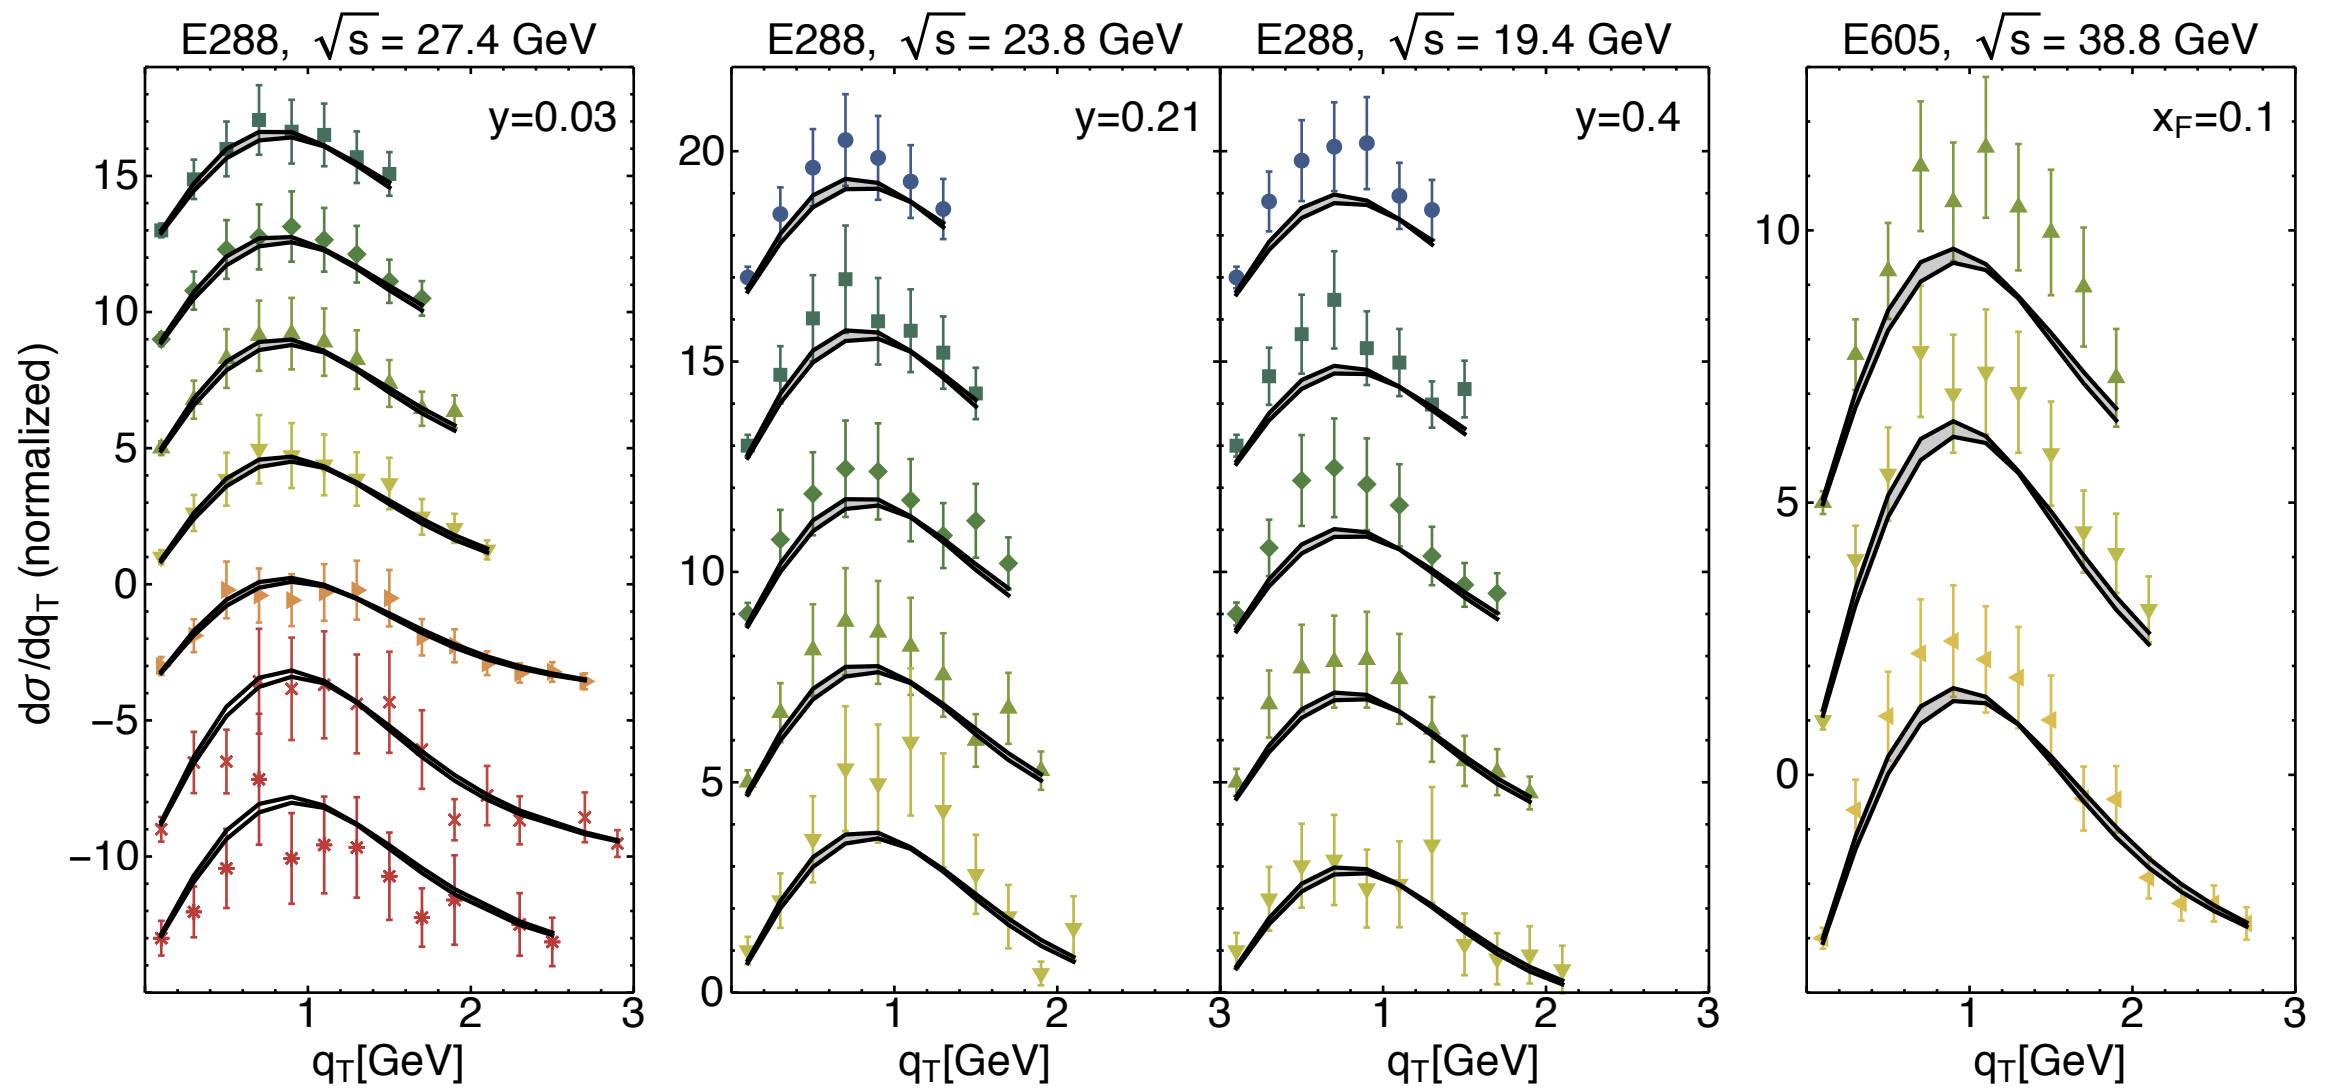 E288, √s = 27.4 GeV
E288, √s = 23.8 GeV
E288, √s = 19.4 GeV
E605, √s = 38.8 GeV
y=0.03
y=0.21
y=0.4
xF=0.1
dσ/dqT (normalized)
15
10
5
0
−5
−10
20
15
10
5
0
10
5
0
1 2 3
1 2 3
1 2 3
1 2 3
qT[GeV]
qT[GeV]
qT[GeV]
qT[GeV]